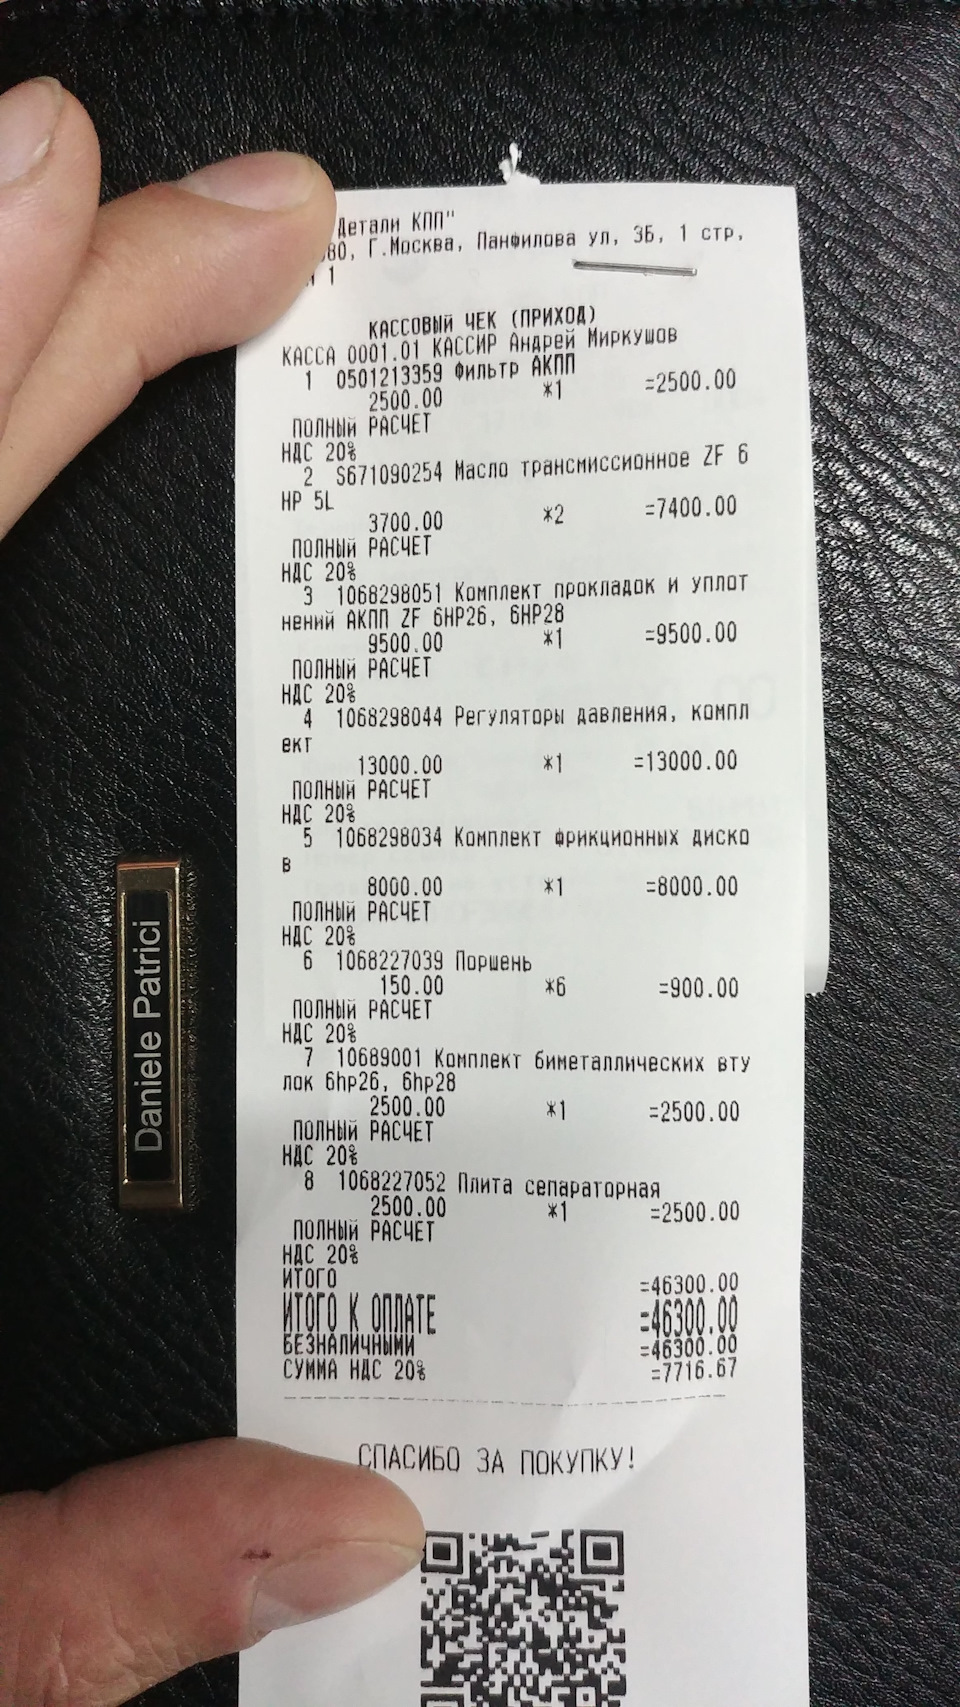 Детали КПП"
80, Г.Москва, Панфилова ул, 3Б, 1 стр,
1
КАССОВЫЙ ЧЕК (ПРИХОД)
КАССА 0001.01 КАССИР Андрей Миркушов
1 0501213359 Фильтр АКПП
2500.00 *1 =2500.00
ПОЛНЫЙ РАСЧЕТ
НДС 20%
2 S671090254 Масло трансмиссионное ZF 6
HP 5L
3700.00 *2 =7400.00
ПОЛНЫЙ РАСЧЕТ
НДС 20%
3 1068298051 Комплект прокладок и уплот
нений АКПП ZF 6HP26, 6HP28
9500.00 *1 =9500.00
ПОЛНЫЙ РАСЧЕТ
НДС 20%
4 1068298044 Регуляторы давления, компл
ект
13000.00 *1 =13000.00
ПОЛНЫЙ РАСЧЕТ
НДС 20%
5 1068298034 Комплект фрикционных диско
в
8000.00 *1 =8000.00
ПОЛНЫЙ РАСЧЕТ
НДС 20%
6 1068227039 Поршень
150.00 *6 =900.00
ПОЛНЫЙ РАСЧЕТ
НДС 20%
7 10689001 Комплект биметаллических вту
лок 6hp26, 6hp28
2500.00 *1 =2500.00
ПОЛНЫЙ РАСЧЕТ
НДС 20%
8 1068227052 Плита сепараторная
2500.00 *1 =2500.00
ПОЛНЫЙ РАСЧЕТ
НДС 20%
ИТОГО =46300.00
ИТОГО К ОПЛАТЕ =46300.00
БЕЗНАЛИЧНЫМИ =46300.00
СУММА НДС 20% =7716.67
СПАСИБО ЗА ПОКУПКУ!
Daniele Patrici